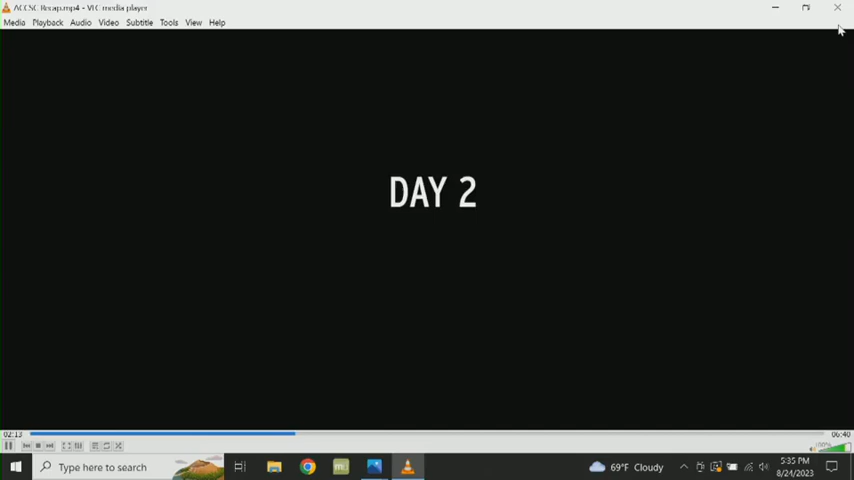 ACCSC Recap.mp4 - VLC media player
Media Playback Audio Video Subtitle Tools View Help
DAY 2
02:13
06:40
100%
Type here to search
69°F Cloudy
5:35 PM
8/24/2023